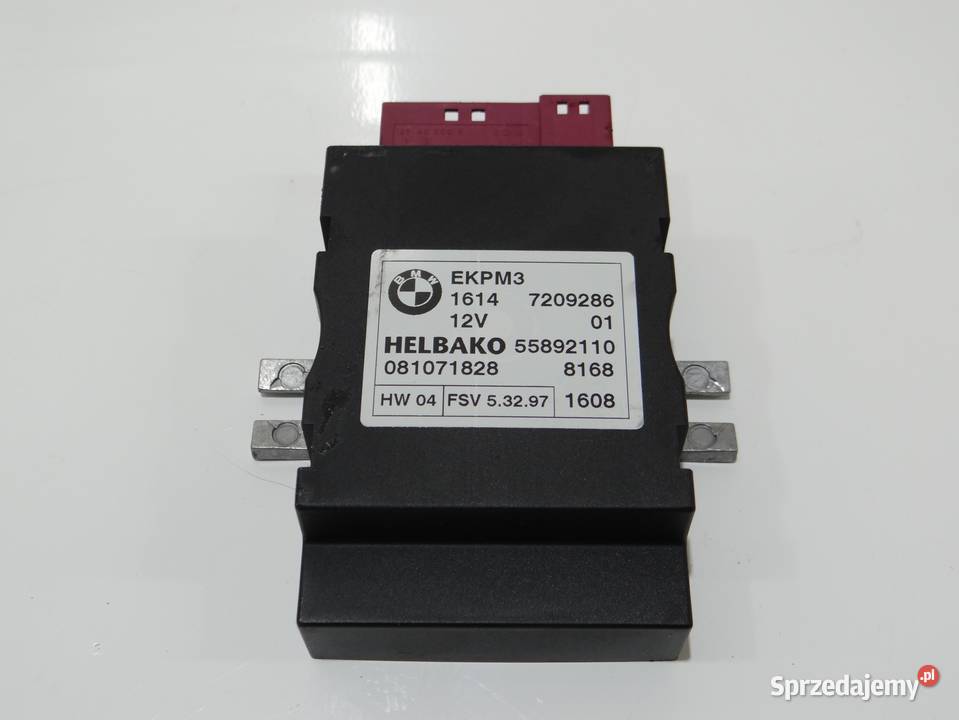 BMW
EKPM3
1614 7209286
12V 01
HELBAKO 55892110
081071828 8168
HW 04 FSV 5.32.97 1608
Sprzedajemy.pl